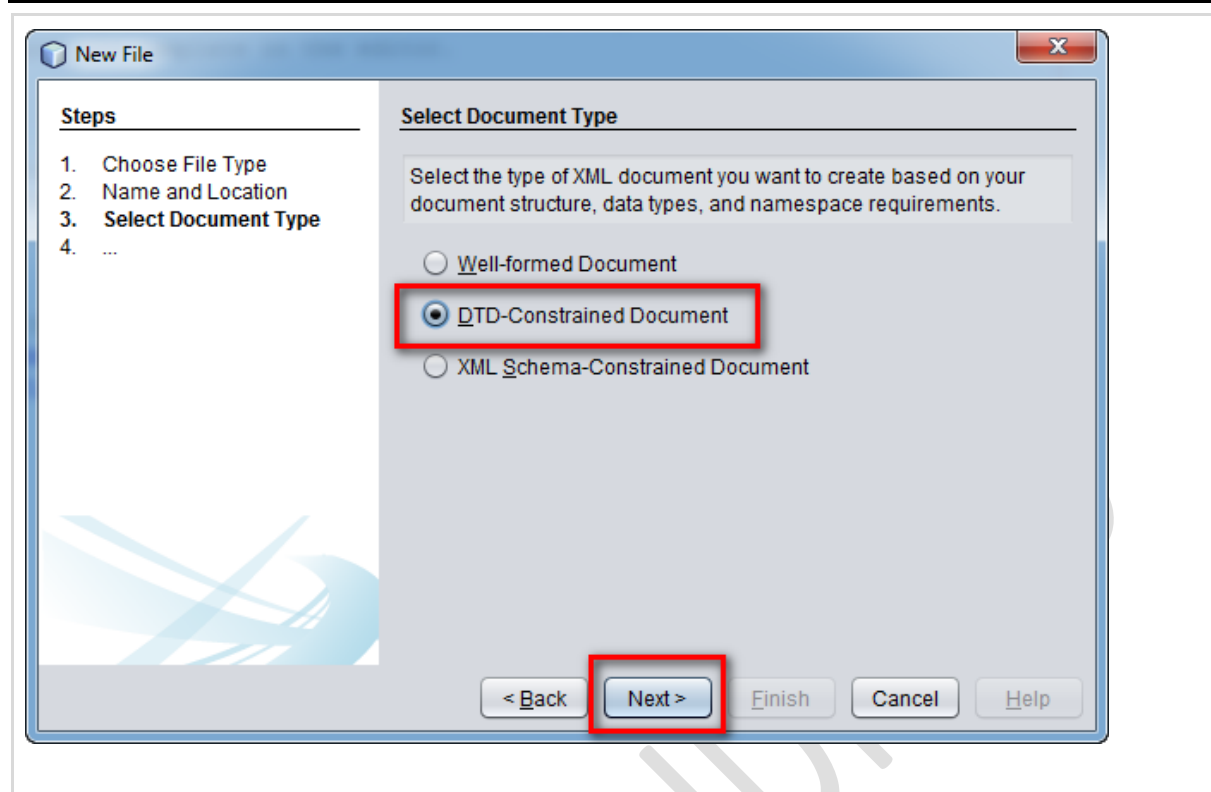 New File
Steps
1. Choose File Type
2. Name and Location
3. Select Document Type
4. ...
Select Document Type
Select the type of XML document you want to create based on your
document structure, data types, and namespace requirements.
Well-formed Document
DTD-Constrained Document
XML Schema-Constrained Document
< Back Next > Finish Cancel Help